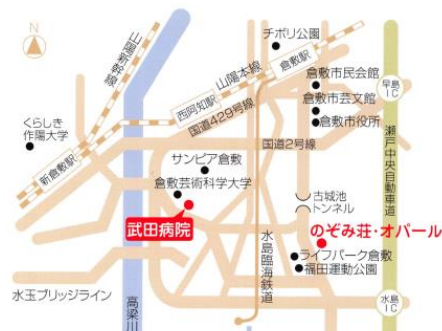 チボリ公園
山陽新幹線
山陽本線
倉敷駅
倉敷市民会館
早島IC
西阿知駅
倉敷市芸文館
国道429号線
倉敷市役所
くらしき
作陽大学
国道2号線
新倉敷駅
サンピア倉敷
倉敷芸術科学大学
瀬戸中央自動車道
古城池
トンネル
武田病院
のぞみ荘・オパール
水島臨海鉄道
ライフパーク倉敷
福田運動公園
水玉ブリッジライン
高梁川
水島IC